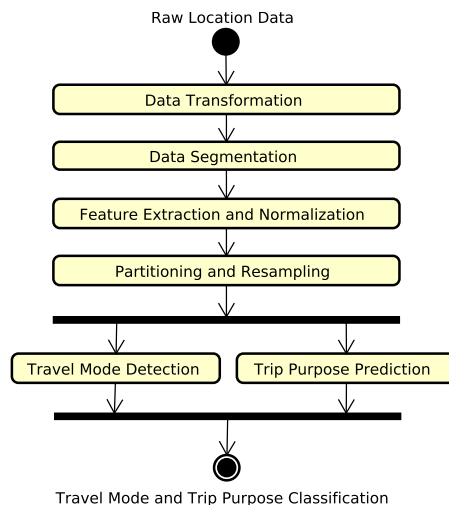 Raw Location Data
Data Transformation
Data Segmentation
Feature Extraction and Normalization
Partitioning and Resampling
Travel Mode Detection
Trip Purpose Prediction
Travel Mode and Trip Purpose Classification